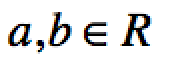 a,b ∈ R